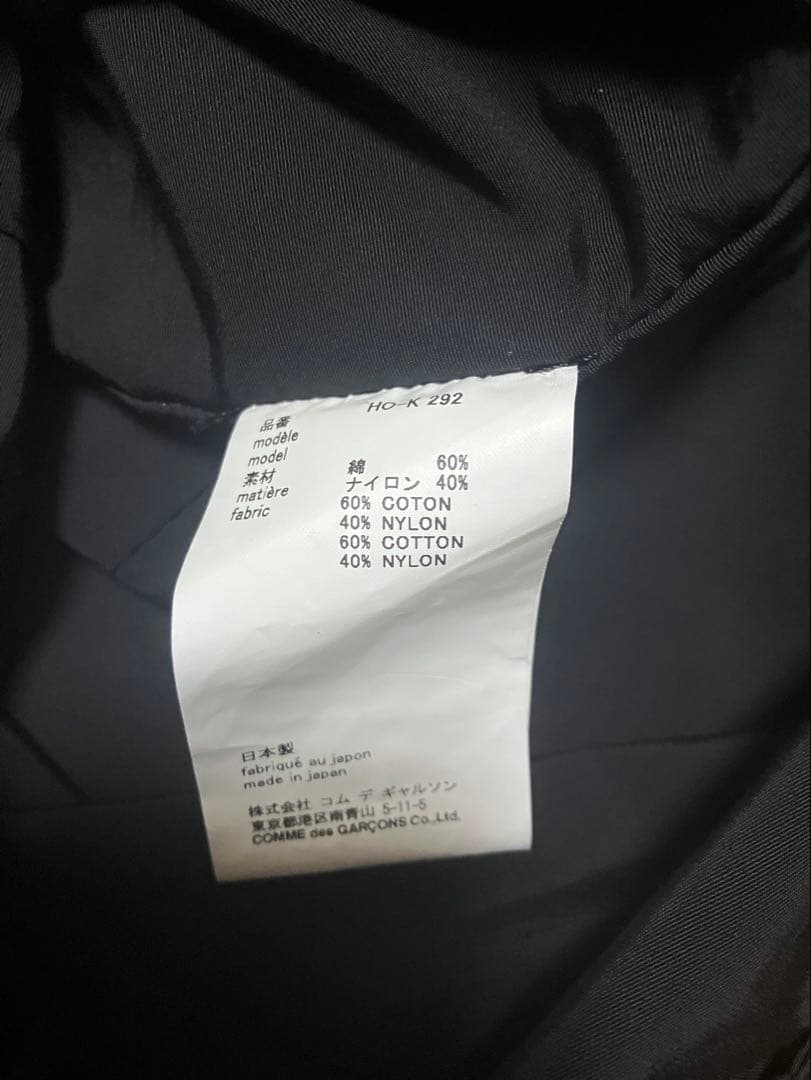 品番 HO-K 292
modèle
model
素材 綿 60%
matière ナイロン 40%
fabric 60% COTON
40% NYLON
60% COTTON
40% NYLON
日本製
fabriqué au japon
made in japan
株式会社 コム デ ギャルソン
東京都港区南青山 5-11-5
COMME des GARÇONS Co.,Ltd.